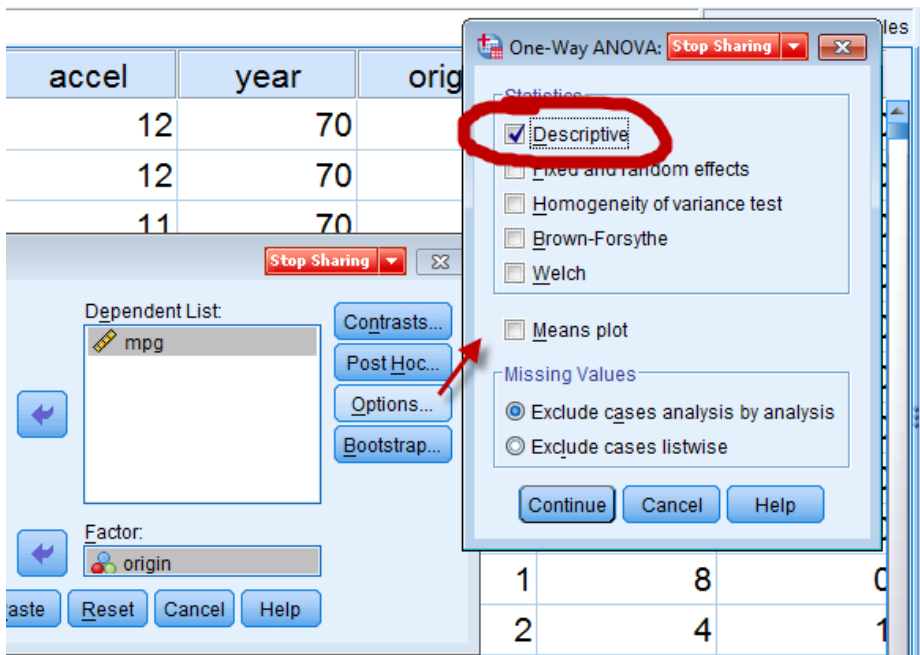 les
accel year orig
12 70
12 70
11 70
One-Way ANOVA: Stop Sharing
Statistics
Descriptive
Fixed and random effects
Homogeneity of variance test
Brown-Forsythe
Welch
Means plot
Missing Values
Exclude cases analysis by analysis
Exclude cases listwise
Continue Cancel Help
Stop Sharing
Dependent List:
mpg
Contrasts...
Post Hoc...
Options...
Bootstrap...
Factor:
origin
aste Reset Cancel Help
1 8 0
2 4 1